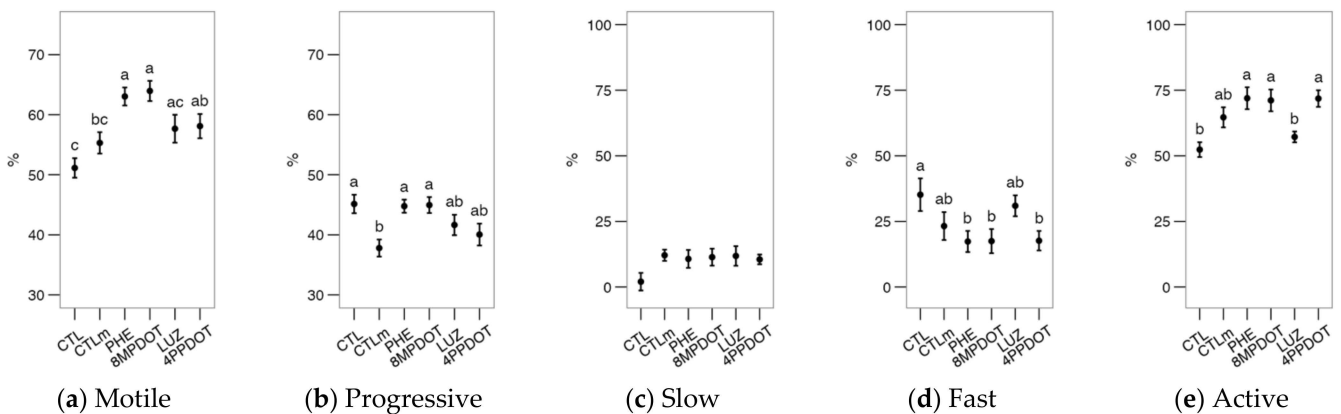 70
60
50
40
30
%
c
bc
a
a
ac
ab
CTL
CTLm
PHE
8MPDOT
LUZ
4PPDOT
(a) Motile
70
60
50
40
30
%
a
b
a
a
ab
ab
CTL
CTLm
PHE
8MPDOT
LUZ
4PPDOT
(b) Progressive
100
75
50
25
0
%
CTL
CTLm
PHE
8MPDOT
LUZ
4PPDOT
(c) Slow
100
75
50
25
0
%
a
ab
b
b
ab
b
CTL
CTLm
PHE
8MPDOT
LUZ
4PPDOT
(d) Fast
100
75
50
25
0
%
b
ab
a
a
b
a
CTL
CTLm
PHE
8MPDOT
LUZ
4PPDOT
(e) Active